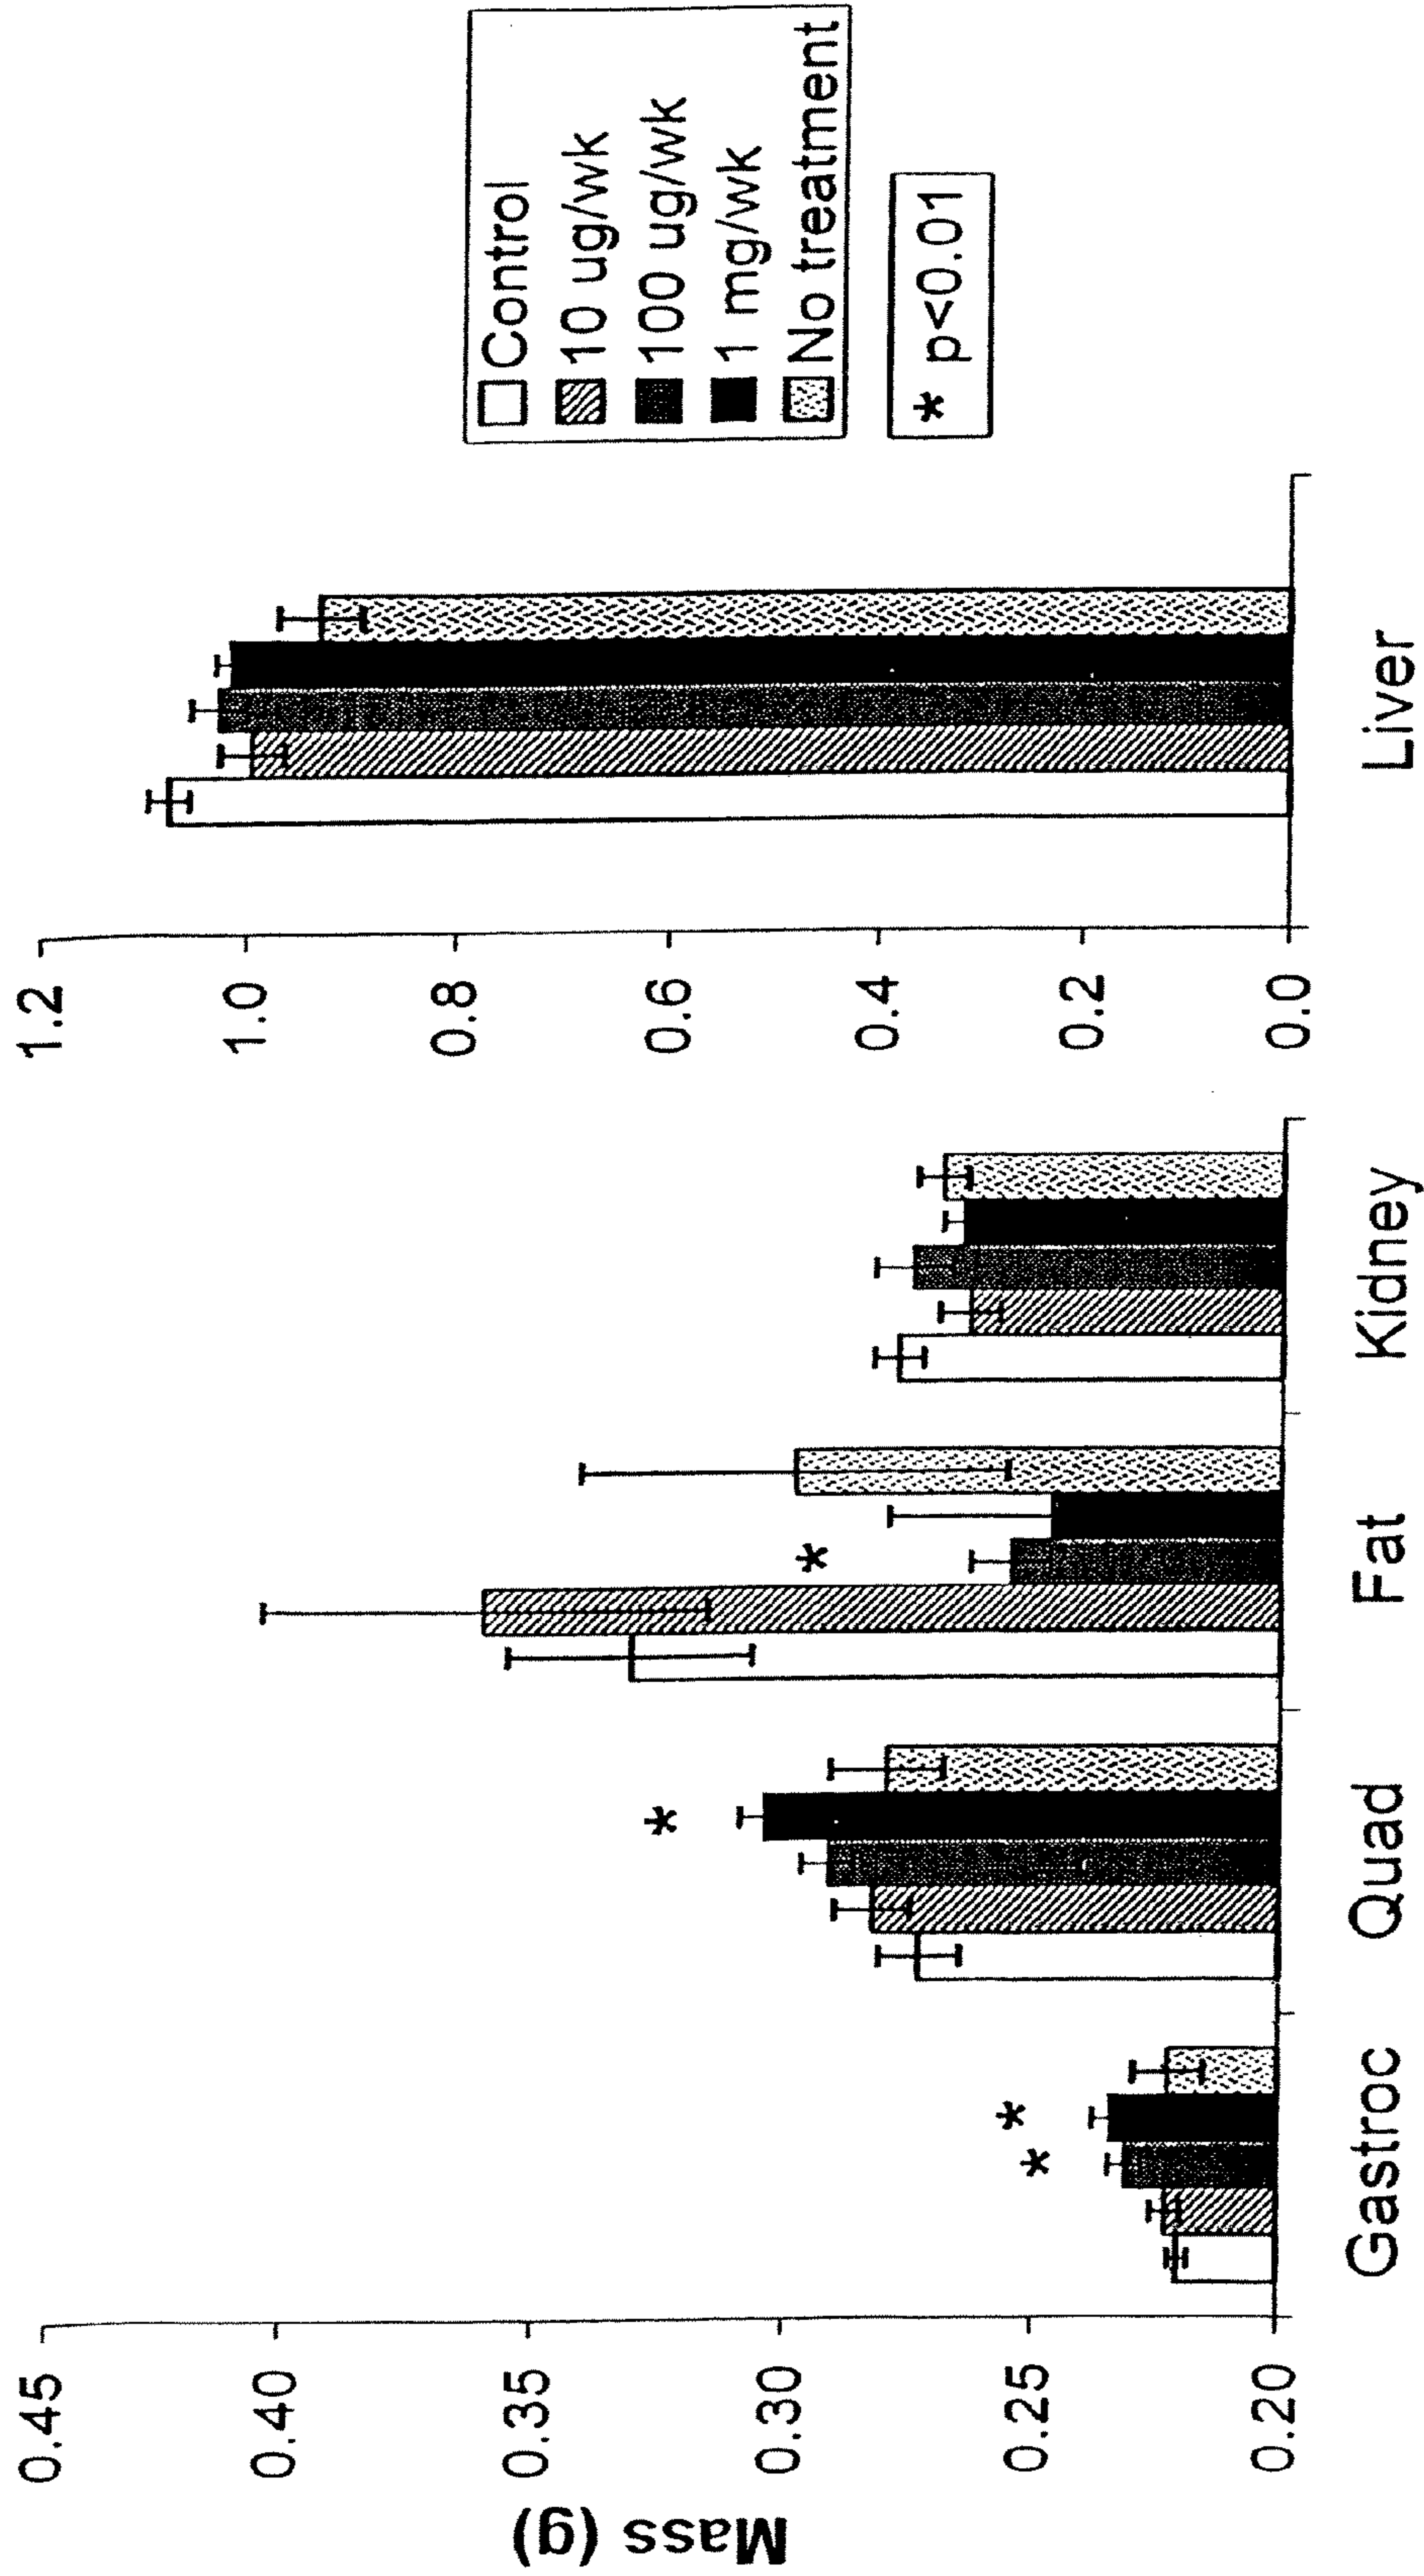 Mass (g)
0.45
0.40
0.35
0.30
0.25
0.20
Gastroc
Quad
Fat
Kidney
* *
*
*
1.2
1.0
0.8
0.6
0.4
0.2
0.0
Liver
Control
10 ug/wk
100 ug/wk
1 mg/wk
No treatment
* p<0.01